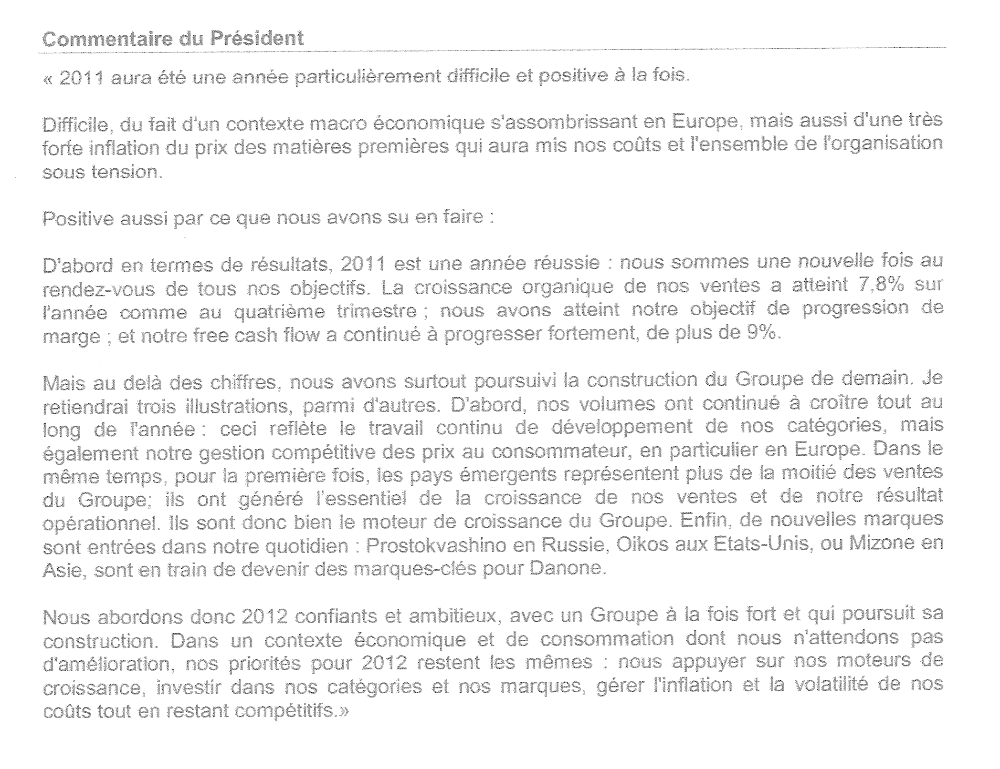 Commentaire du Président
« 2011 aura été une année particulièrement difficile et positive à la fois.
Difficile, du fait d'un contexte macro économique s'assombrissant en Europe, mais aussi d'une très
forte inflation du prix des matières premières qui aura mis nos coûts et l'ensemble de l'organisation
sous tension.
Positive aussi par ce que nous avons su en faire :
D'abord en termes de résultats, 2011 est une année réussie : nous sommes une nouvelle fois au
rendez-vous de tous nos objectifs. La croissance organique de nos ventes a atteint 7,8% sur
l'année comme au quatrième trimestre ; nous avons atteint notre objectif de progression de
marge ; et notre free cash flow a continué à progresser fortement, de plus de 9%.
Mais au delà des chiffres, nous avons surtout poursuivi la construction du Groupe de demain. Je
retiendrai trois illustrations, parmi d'autres. D'abord, nos volumes ont continué à croître tout au
long de l'année : ceci reflète le travail continu de développement de nos catégories, mais
également notre gestion compétitive des prix au consommateur, en particulier en Europe. Dans le
même temps, pour la première fois, les pays émergents représentent plus de la moitié des ventes
du Groupe; ils ont généré l'essentiel de la croissance de nos ventes et de notre résultat
opérationnel. Ils sont donc bien le moteur de croissance du Groupe. Enfin, de nouvelles marques
sont entrées dans notre quotidien : Prostokvashino en Russie, Oikos aux Etats-Unis, ou Mizone en
Asie, sont en train de devenir des marques-clés pour Danone.
Nous abordons donc 2012 confiants et ambitieux, avec un Groupe à la fois fort et qui poursuit sa
construction. Dans un contexte économique et de consommation dont nous n'attendons pas
d'amélioration, nos priorités pour 2012 restent les mêmes : nous appuyer sur nos moteurs de
croissance, investir dans nos catégories et nos marques, gérer l'inflation et la volatilité de nos
coûts tout en restant compétitifs.»